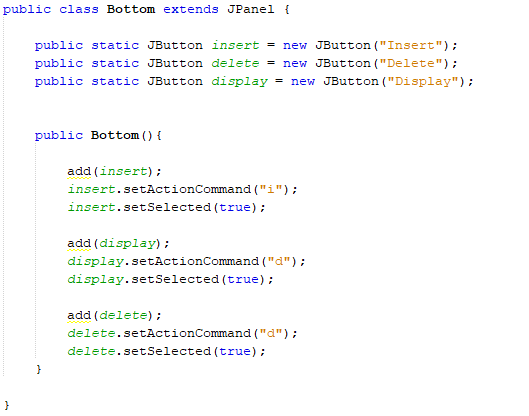 public class Bottom extends JPanel {
public static JButton insert = new JButton("Insert");
public static JButton delete = new JButton("Delete");
public static JButton display = new JButton("Display");
public Bottom(){
add(insert);
insert.setActionCommand("i");
insert.setSelected(true);
add(display);
display.setActionCommand("d");
display.setSelected(true);
add(delete);
delete.setActionCommand("d");
delete.setSelected(true);
}
}